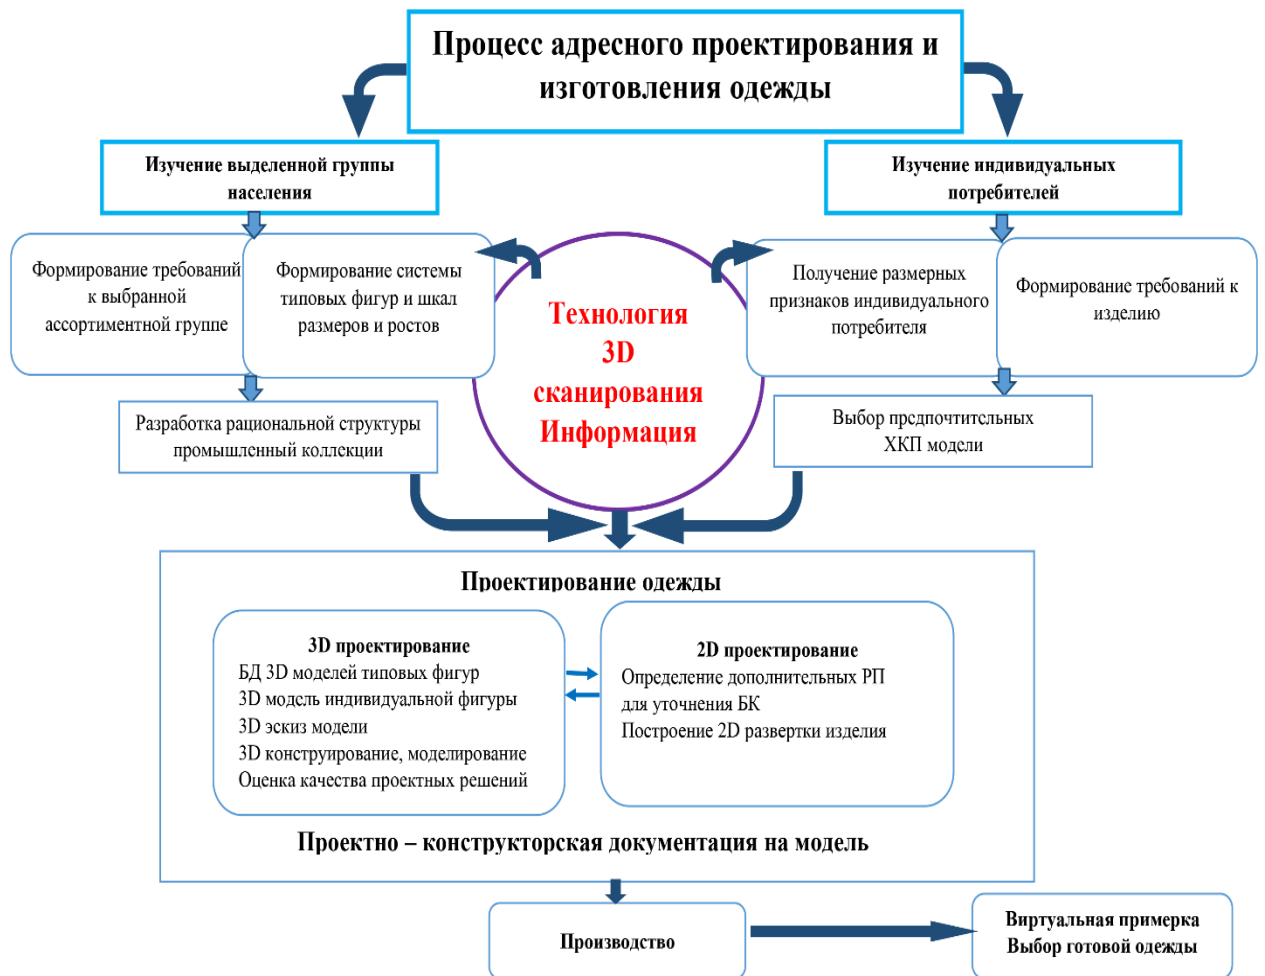 Процесс адресного проектирования и
изготовления одежды
Изучение выделенной группы
населения
Изучение индивидуальных
потребителей
Формирование требований
к выбранной
ассортиментной группе
Формирование системы
типовых фигур и шкал
размеров и ростов
Технология
3D
сканирования
Информация
Получение размерных
признаков индивидуального
потребителя
Формирование требований к
изделию
Разработка рациональной структуры
промышленный коллекции
Выбор предпочтительных
ХКП модели
Проектирование одежды
3D проектирование
БД 3D моделей типовых фигур
3D модель индивидуальной фигуры
3D эскиз модели
3D конструирование, моделирование
Оценка качества проектных решений
2D проектирование
Определение дополнительных РП
для уточнения БК
Построение 2D развертки изделия
Проектно – конструкторская документация на модель
Производство
Виртуальная примерка
Выбор готовой одежды